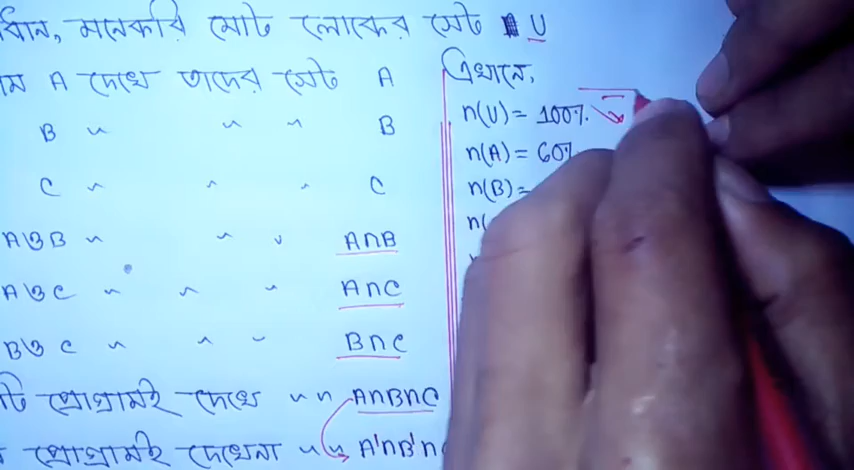 মনেকরি মোট লোকের সেট U
A দেখে তাদের সেট A
B " " " B
C " " " C
A ও B " " " A∩B
A ও C " " " A∩C
B ও C " " " B∩C
প্রোগ্রামই দেখে " " A∩B∩C
প্রোগ্রামই দেখেনা " " A'∩B'∩
এখানে,
n(U) = 100%
n(A) = 60%
n(B) =